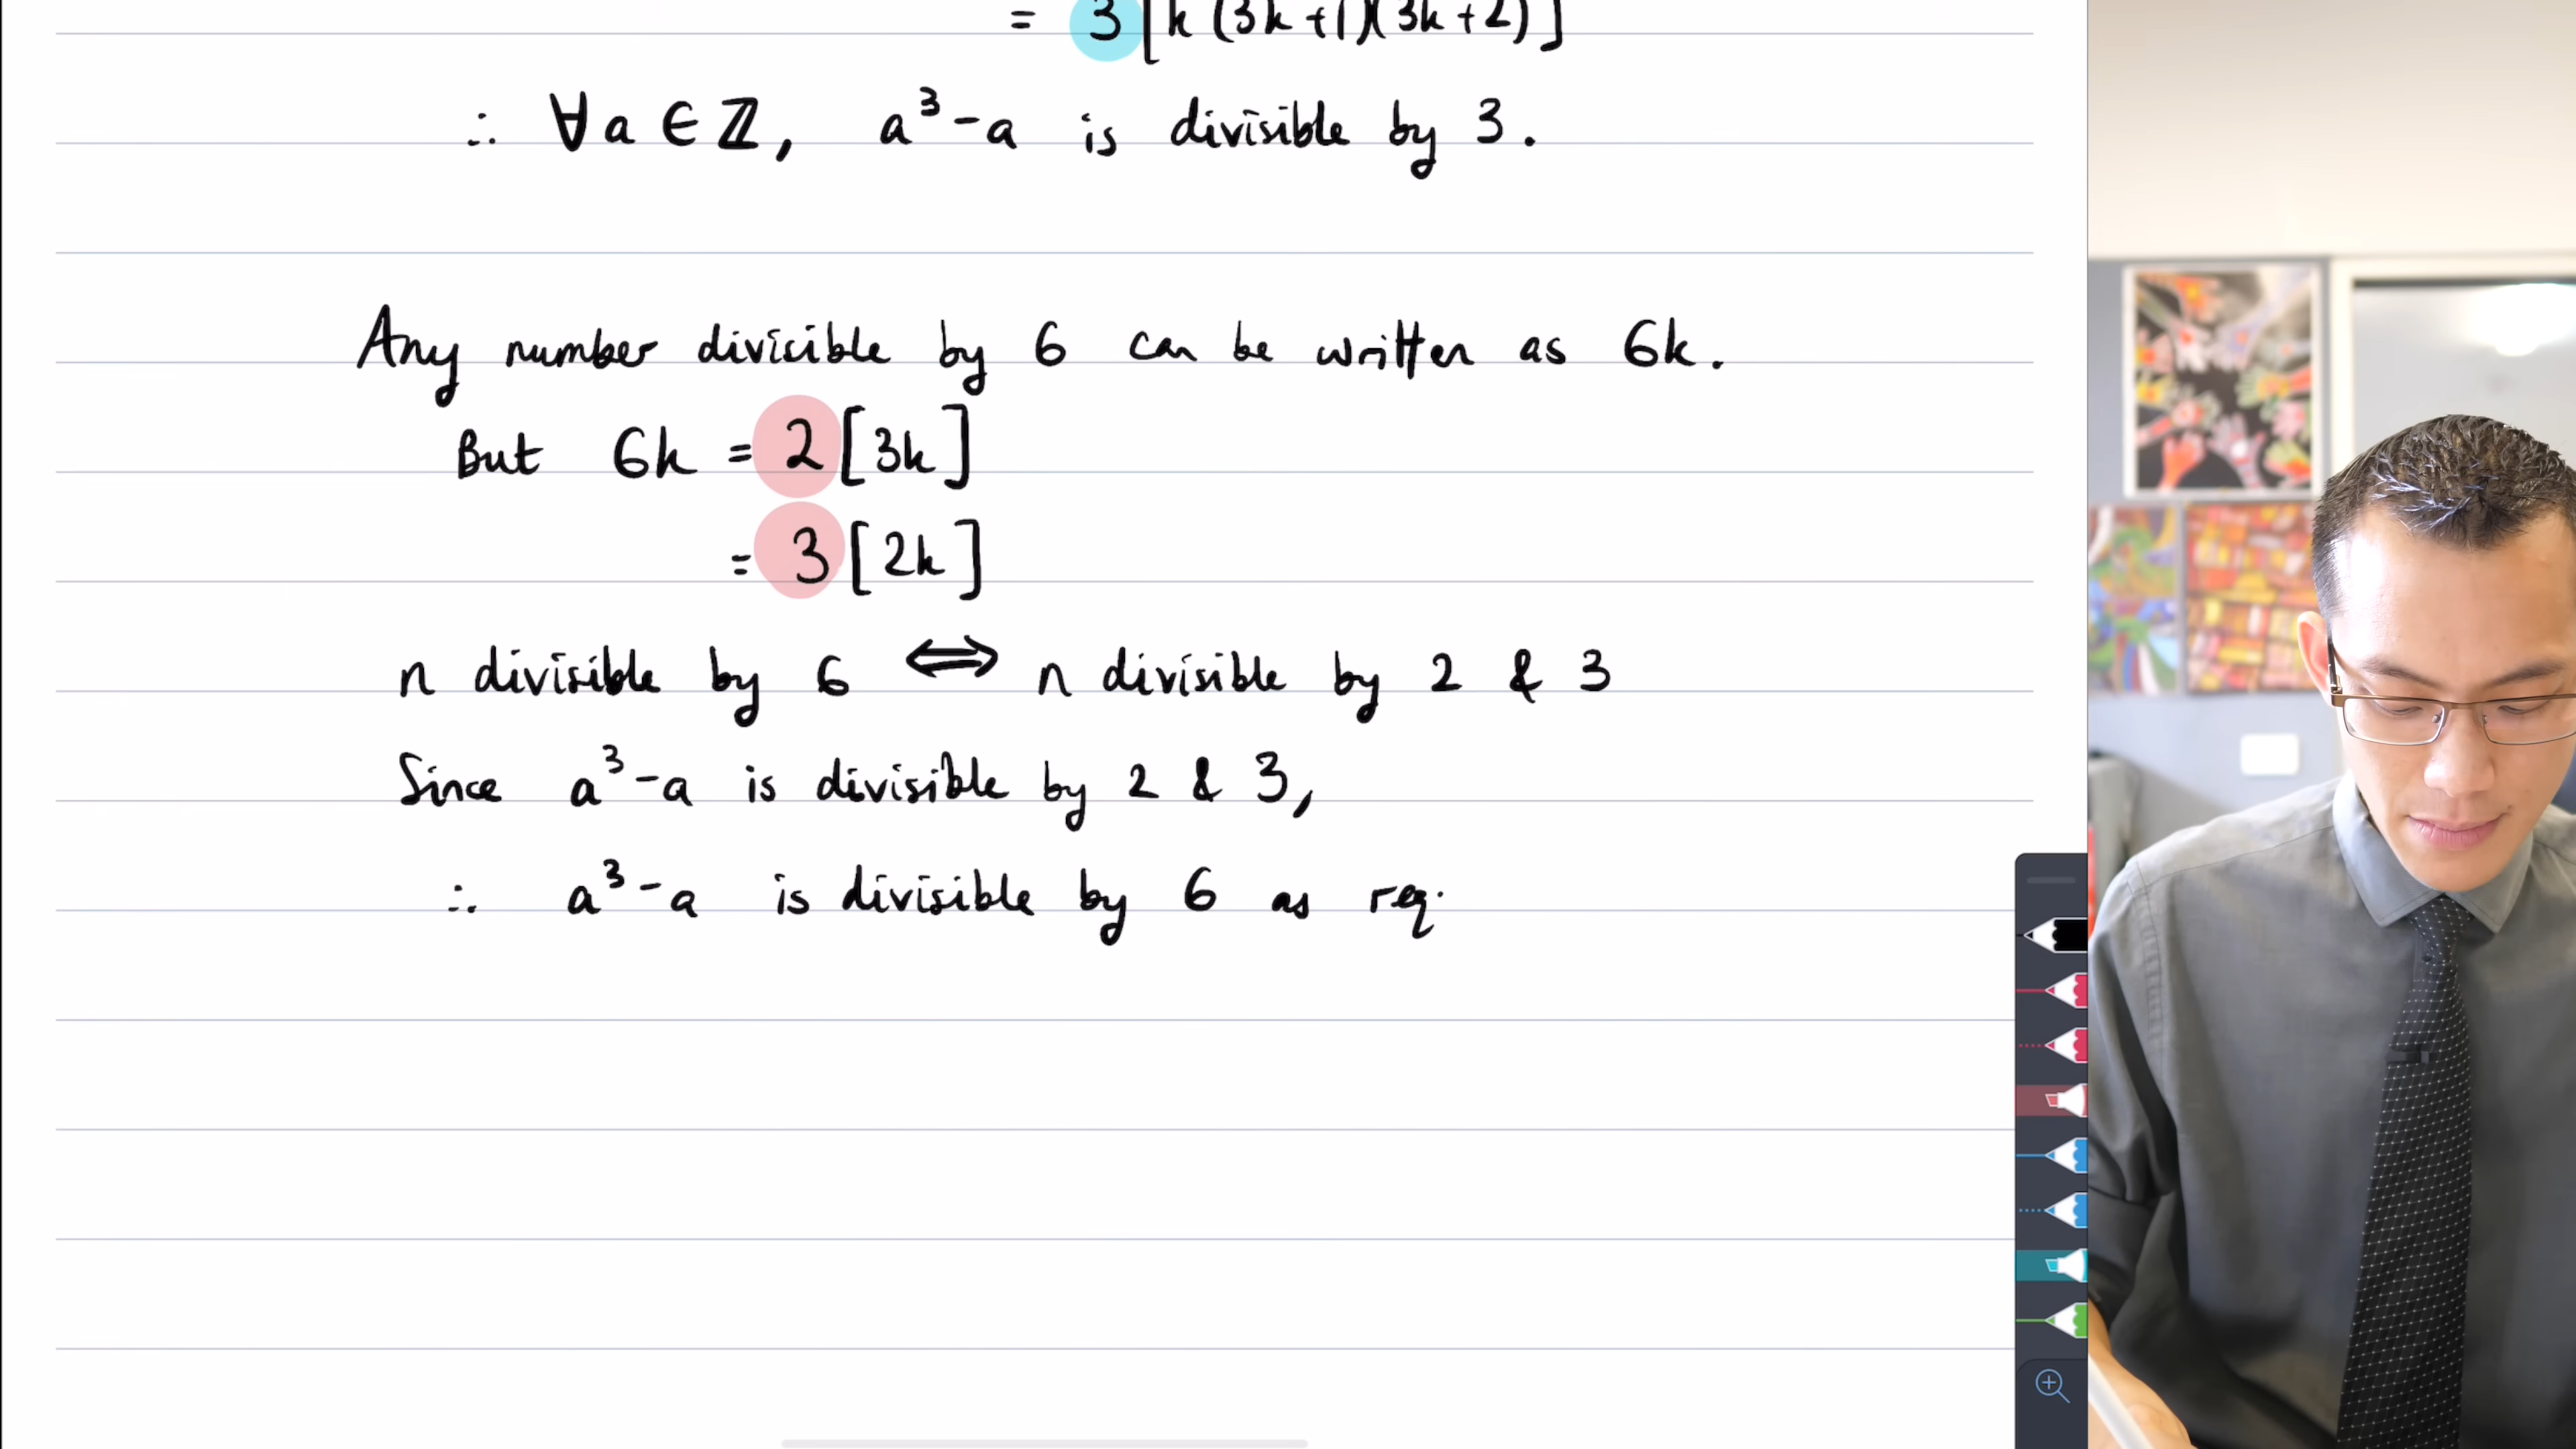 = 3[k(3k+1)(3k+2)]
∴ ∀a∈ℤ, a³-a is divisible by 3.
Any number divisible by 6 can be written as 6k.
But 6k = 2[3k]
= 3[2k]
n divisible by 6 ⟺ n divisible by 2 & 3
Since a³-a is divisible by 2 & 3,
∴ a³-a is divisible by 6 as req.